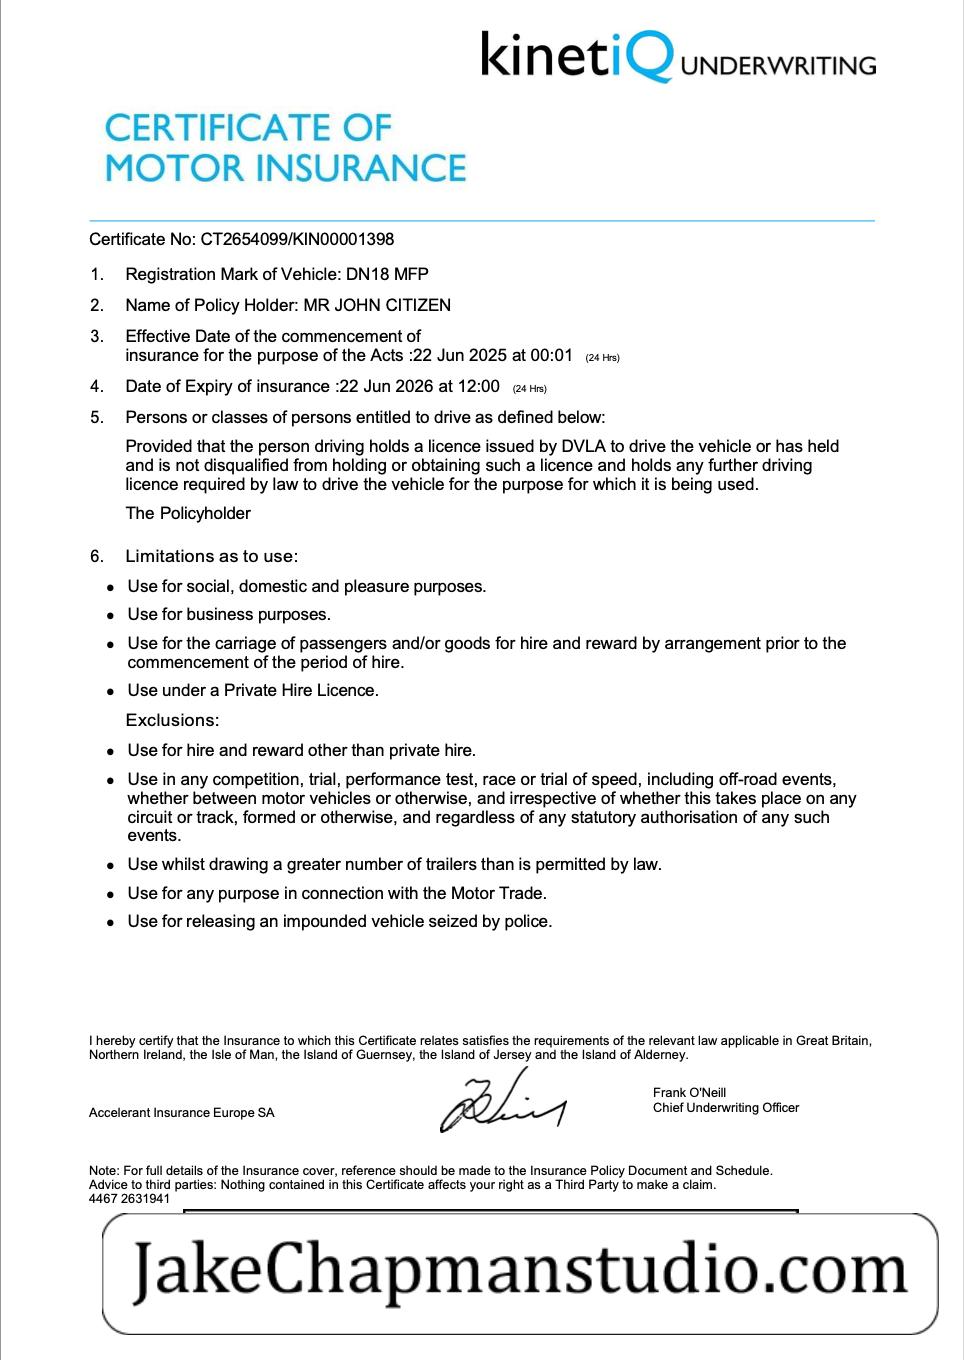 kinetiQ UNDERWRITING
CERTIFICATE OF
MOTOR INSURANCE
Certificate No: CT2654099/KIN00001398
1. Registration Mark of Vehicle: DN18 MFP
2. Name of Policy Holder: MR JOHN CITIZEN
3. Effective Date of the commencement of
insurance for the purpose of the Acts :22 Jun 2025 at 00:01 (24 Hrs)
4. Date of Expiry of insurance :22 Jun 2026 at 12:00 (24 Hrs)
5. Persons or classes of persons entitled to drive as defined below:
Provided that the person driving holds a licence issued by DVLA to drive the vehicle or has held
and is not disqualified from holding or obtaining such a licence and holds any further driving
licence required by law to drive the vehicle for the purpose for which it is being used.
The Policyholder
6. Limitations as to use:
● Use for social, domestic and pleasure purposes.
● Use for business purposes.
● Use for the carriage of passengers and/or goods for hire and reward by arrangement prior to the
commencement of the period of hire.
● Use under a Private Hire Licence.
Exclusions:
● Use for hire and reward other than private hire.
● Use in any competition, trial, performance test, race or trial of speed, including off-road events,
whether between motor vehicles or otherwise, and irrespective of whether this takes place on any
circuit or track, formed or otherwise, and regardless of any statutory authorisation of any such
events.
● Use whilst drawing a greater number of trailers than is permitted by law.
● Use for any purpose in connection with the Motor Trade.
● Use for releasing an impounded vehicle seized by police.
I hereby certify that the Insurance to which this Certificate relates satisfies the requirements of the relevant law applicable in Great Britain,
Northern Ireland, the Isle of Man, the Island of Guernsey, the Island of Jersey and the Island of Alderney.
Frank O'Neill
Chief Underwriting Officer
Accelerant Insurance Europe SA
Note: For full details of the Insurance cover, reference should be made to the Insurance Policy Document and Schedule.
Advice to third parties: Nothing contained in this Certificate affects your right as a Third Party to make a claim.
4467 2631941
JakeChapmanstudio.com